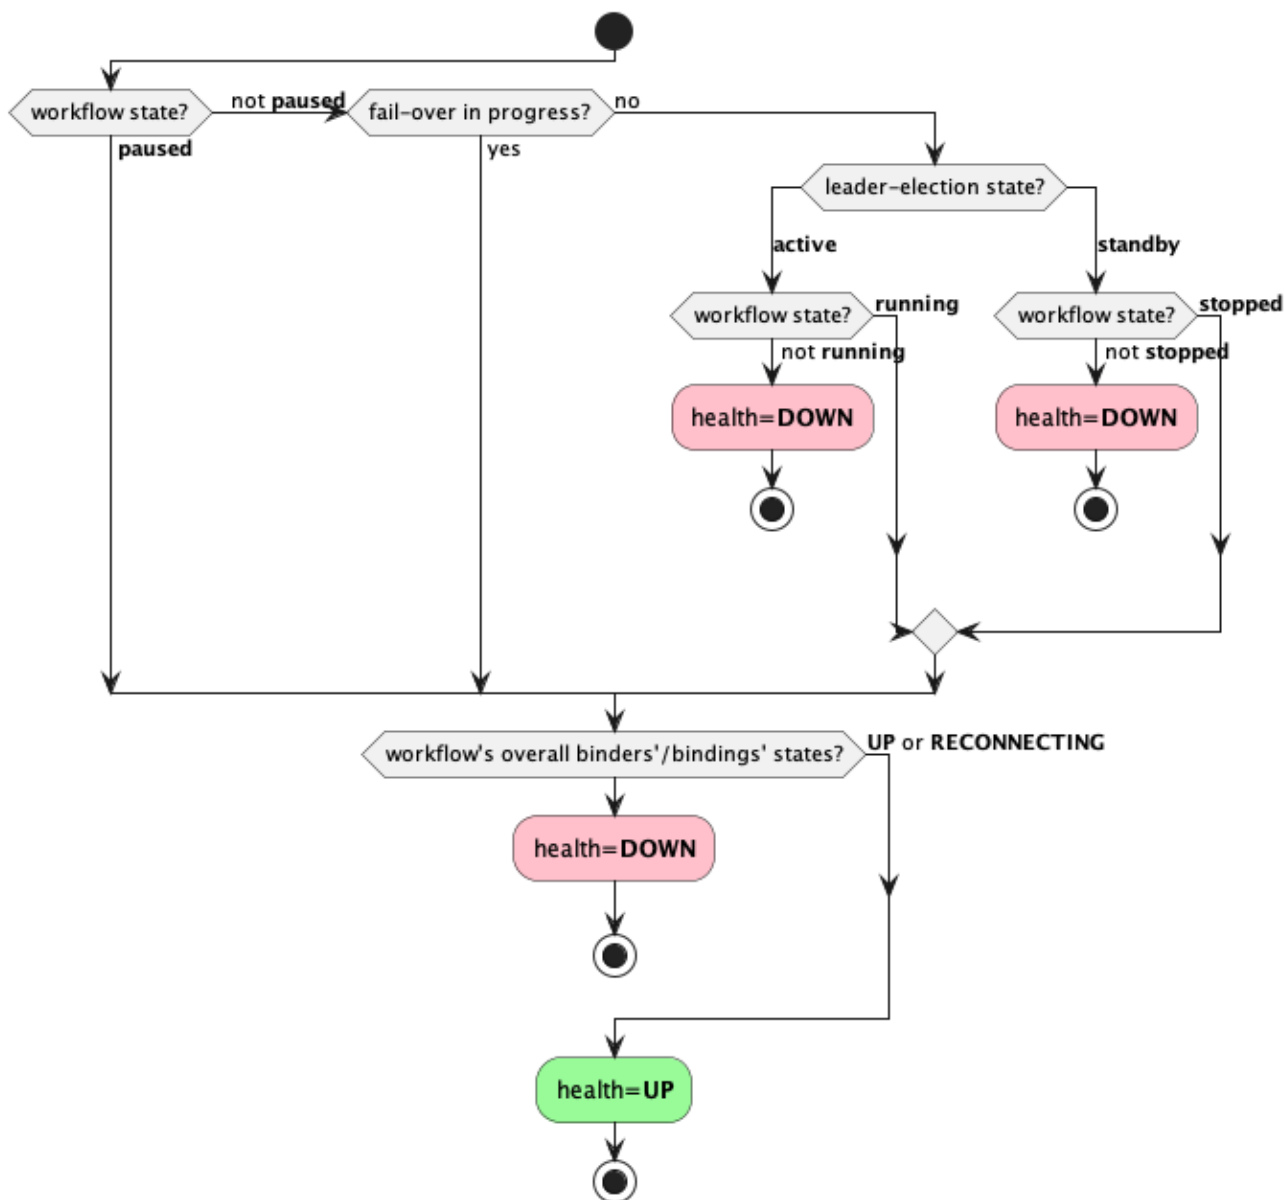 workflow state?
not paused
fail-over in progress?
no
paused
yes
leader-election state?
active
standby
workflow state?
running
workflow state?
stopped
not running
not stopped
health=DOWN
health=DOWN
workflow's overall binders'/bindings' states?
UP or RECONNECTING
health=DOWN
health=UP